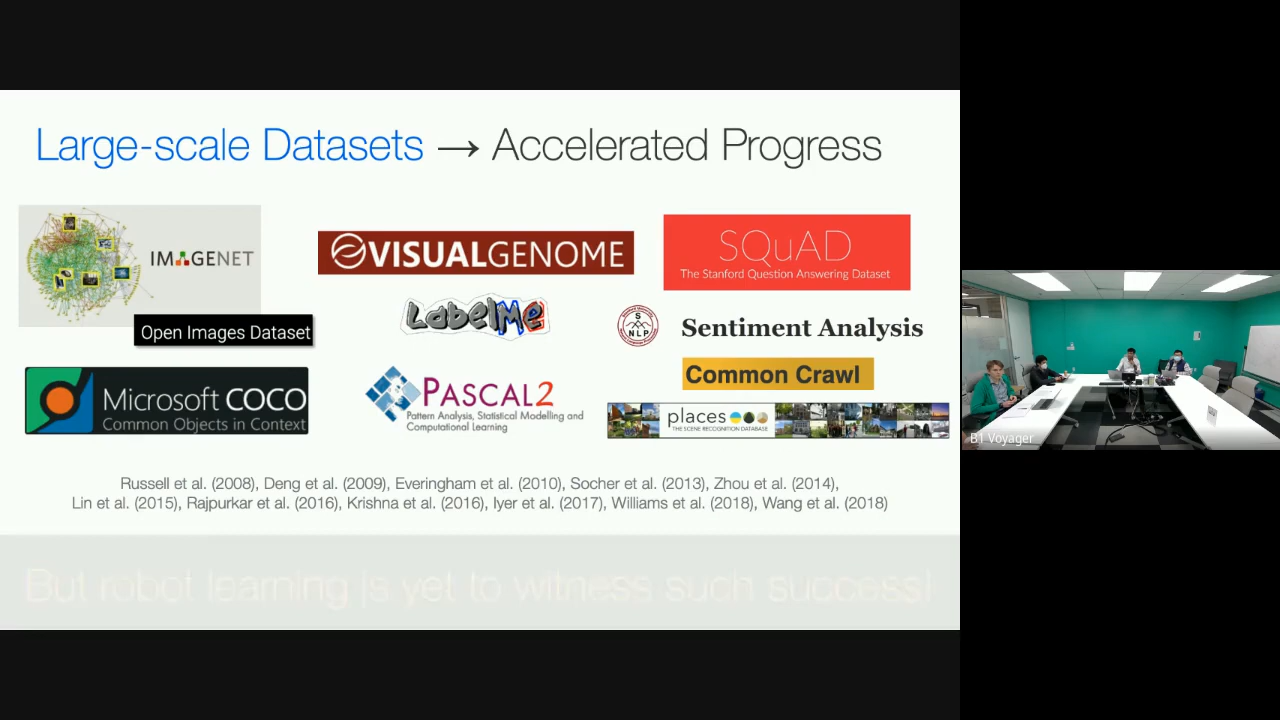 Large-scale Datasets → Accelerated Progress
IMAGENET
Open Images Dataset
VISUALGENOME
SQuAD
The Stanford Question Answering Dataset
LabelMe
S
NLP
Sentiment Analysis
Common Crawl
Microsoft COCO
Common Objects in Context
PASCAL2
Pattern Analysis, Statistical Modelling and
Computational Learning
places
THE SCENE RECOGNITION DATABASE
Russell et al. (2008), Deng et al. (2009), Everingham et al. (2010), Socher et al. (2013), Zhou et al. (2014),
Lin et al. (2015), Rajpurkar et al. (2016), Krishna et al. (2016), Iyer et al. (2017), Williams et al. (2018), Wang et al. (2018)
But robot learning is yet to witness such success!
B1 Voyager